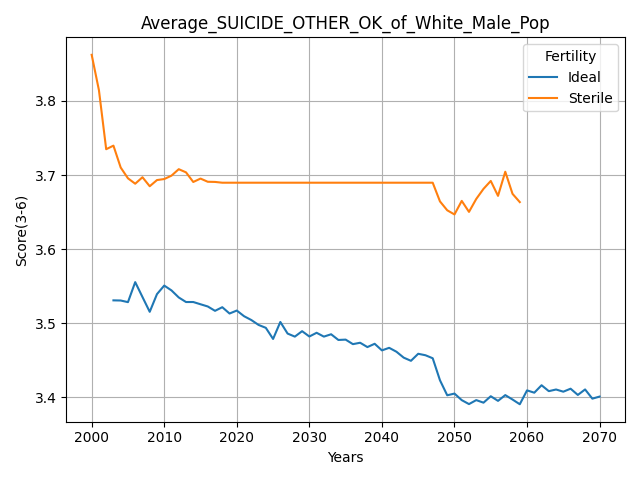 Average_SUICIDE_OTHER_OK_of_White_Male_Pop
Fertility
Ideal
Sterile
Score(3-6)
3.8
3.7
3.6
3.5
3.4
2000 2010 2020 2030 2040 2050 2060 2070
Years